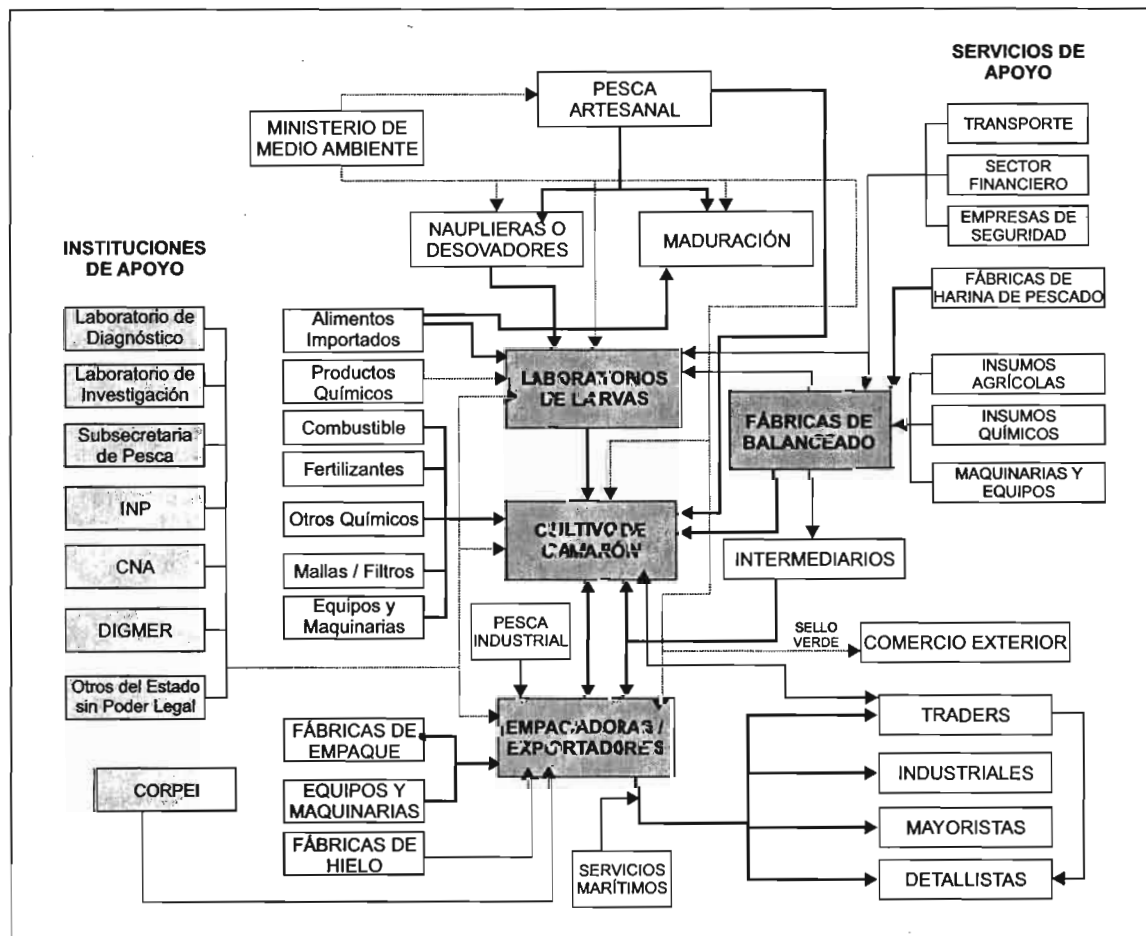 SERVICIOS DE
APOYO
PESCA
ARTESANAL
MINISTERIO DE
MEDIO AMBIENTE
TRANSPORTE
SECTOR
FINANCIERO
EMPRESAS DE
SEGURIDAD
NAUPLIERAS O
DESOVADORES
MADURACIÓN
INSTITUCIONES
DE APOYO
FÁBRICAS DE
HARINA DE PESCADO
Laboratorio de
Diagnóstico
Laboratorio de
Investigación
Subsecretaria
de Pesca
INP
CNA
DIGMER
Otros del Estado
sin Poder Legal
CORPEI
Alimentos
Importados
Productos
Químicos
Combustible
Fertilizantes
Otros Químicos
Mallas / Filtros
Equipos y
Maquinarias
LABORATORIOS
DE LARVAS
FÁBRICAS DE
BALANCEADO
INSUMOS
AGRÍCOLAS
INSUMOS
QUÍMICOS
MAQUINARIAS Y
EQUIPOS
CULTIVO DE
CAMARÓN
INTERMEDIARIOS
PESCA
INDUSTRIAL
SELLO
VERDE
COMERCIO EXTERIOR
EMPACADORAS /
EXPORTADORES
FÁBRICAS DE
EMPAQUE
EQUIPOS Y
MAQUINARIAS
FÁBRICAS DE
HIELO
SERVICIOS
MARÍTIMOS
TRADERS
INDUSTRIALES
MAYORISTAS
DETALLISTAS